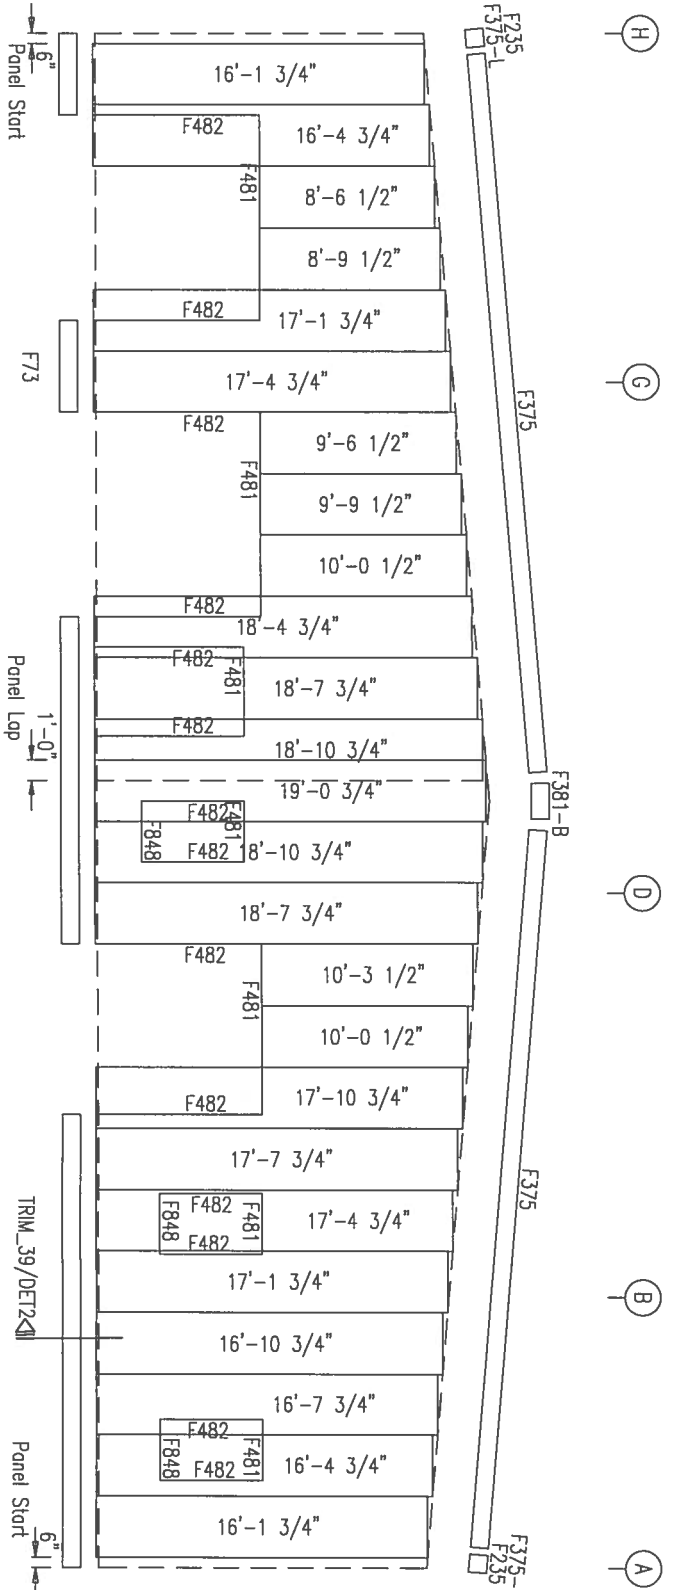 H
F235
F375-L
6"
Panel Start
16'-1 3/4"
F482
16'-4 3/4"
F481
8'-6 1/2"
8'-9 1/2"
F482
17'-1 3/4"
F73
17'-4 3/4"
G
F375
F482
9'-6 1/2"
F481
9'-9 1/2"
10'-0 1/2"
F482
18'-4 3/4"
F482
F481
18'-7 3/4"
Panel Lap
1'-0"
F482
18'-10 3/4"
19'-0 3/4"
F381-B
F482
F481
F848
F482
18'-10 3/4"
D
18'-7 3/4"
F482
10'-3 1/2"
F481
10'-0 1/2"
F482
17'-10 3/4"
17'-7 3/4"
F375
F482
F848
F481
F482
17'-4 3/4"
TRIM_39/DET2
17'-1 3/4"
B
16'-10 3/4"
16'-7 3/4"
F482
F848
F481
F482
16'-4 3/4"
Panel Start
6"
16'-1 3/4"
F375-
F235
A